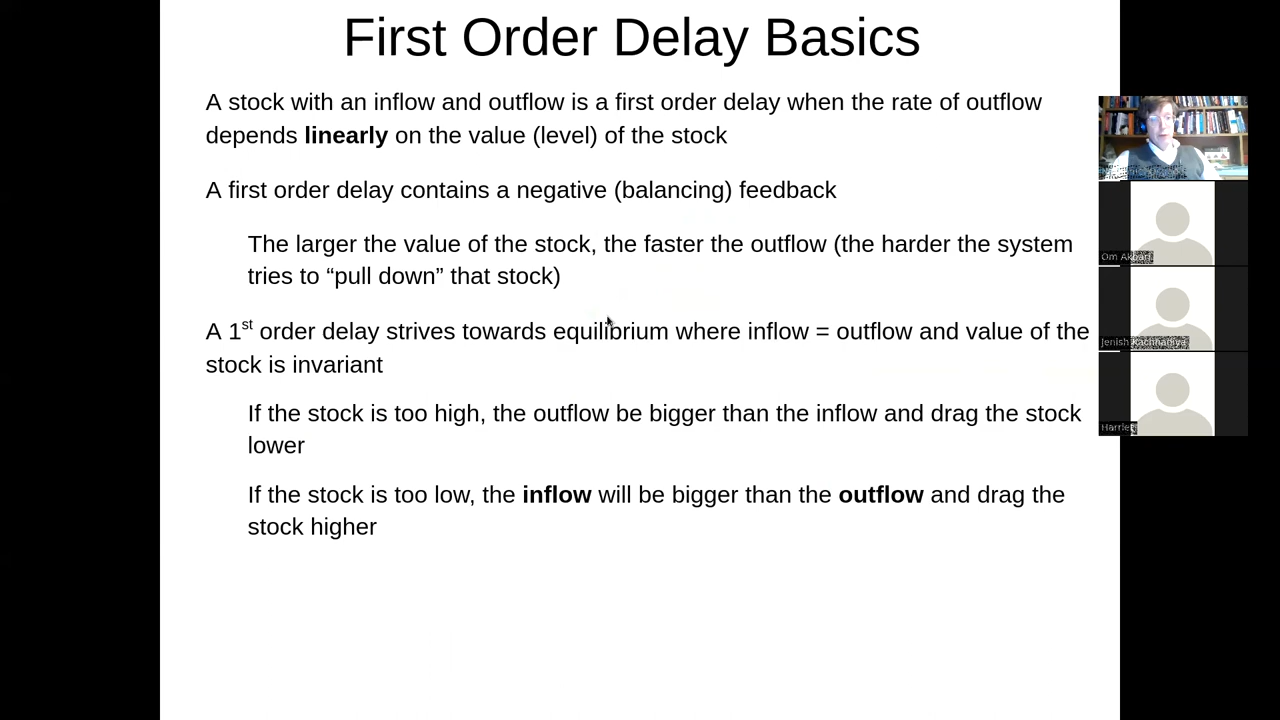 First Order Delay Basics
A stock with an inflow and outflow is a first order delay when the rate of outflow
depends linearly on the value (level) of the stock
A first order delay contains a negative (balancing) feedback
The larger the value of the stock, the faster the outflow (the harder the system
tries to “pull down” that stock)
A 1st order delay strives towards equilibrium where inflow = outflow and value of the
stock is invariant
If the stock is too high, the outflow be bigger than the inflow and drag the stock
lower
If the stock is too low, the inflow will be bigger than the outflow and drag the
stock higher
Om
Jenish